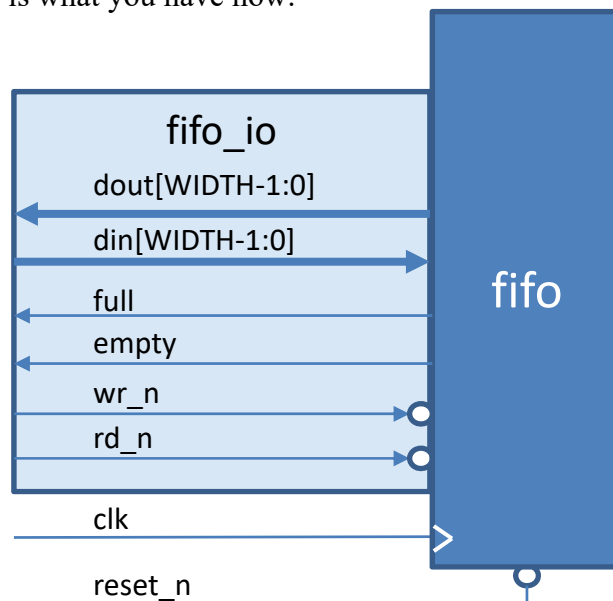 is what you have now:
fifo_io
dout[WIDTH-1:0]
din[WIDTH-1:0]
full
empty
wr_n
rd_n
clk
reset_n
fifo